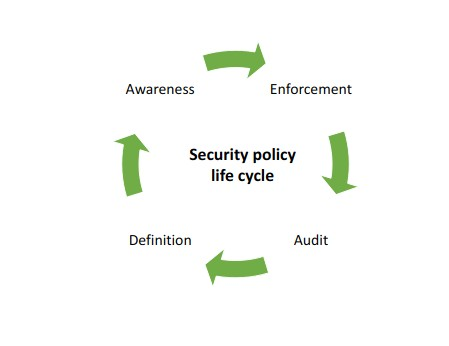 Awareness
Enforcement
Security policy
life cycle
Definition
Audit